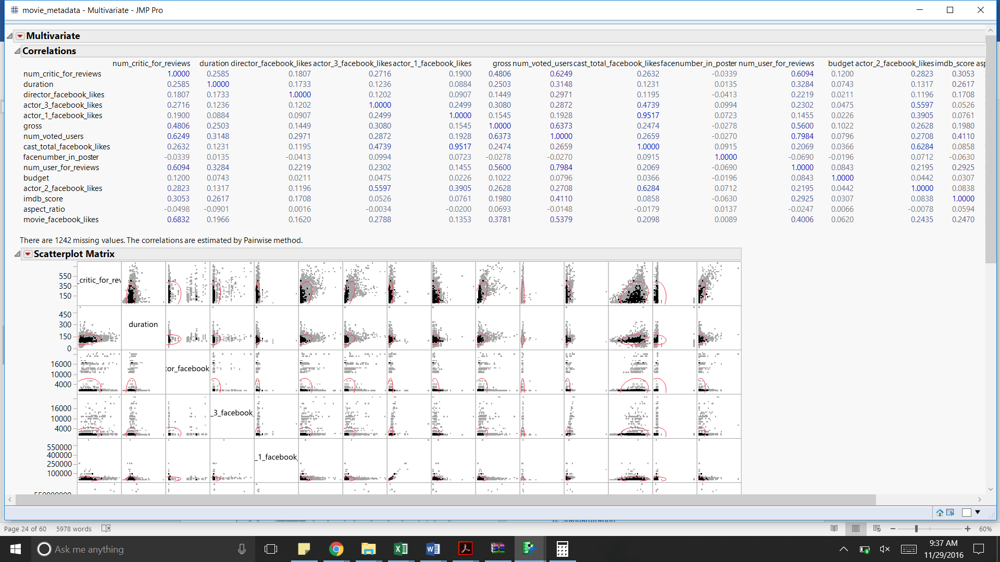 movie_metadata - Multivariate - JMP Pro
Multivariate
Correlations
num_critic_for_reviews duration director_facebook_likes actor_3_facebook_likes actor_1_facebook_likes gross num_voted_users cast_total_facebook_likes facenumber_in_poster num_user_for_reviews budget actor_2_facebook_likes imdb_score asp
num_critic_for_reviews 1.0000 0.2585 0.1807 0.2716 0.1900 0.4806 0.6249 0.2632 -0.0339 0.6094 0.1200 0.2823 0.3053
duration 0.2585 1.0000 0.1733 0.1236 0.0884 0.2503 0.3148 0.1231 0.0135 0.3284 0.0743 0.1317 0.2617
director_facebook_likes 0.1807 0.1733 1.0000 0.1202 0.0907 0.1449 0.2971 0.1195 -0.0413 0.2219 0.0211 0.1196 0.1708
actor_3_facebook_likes 0.2716 0.1236 0.1202 1.0000 0.2499 0.3080 0.2872 0.4739 0.0994 0.2302 0.0475 0.5597 0.0526
actor_1_facebook_likes 0.1900 0.0884 0.0907 0.2499 1.0000 0.1545 0.1928 0.9517 0.0723 0.1455 0.0226 0.3905 0.0761
gross 0.4806 0.2503 0.1449 0.3080 0.1545 1.0000 0.6373 0.2474 -0.0278 0.5600 0.1022 0.2628 0.1980
num_voted_users 0.6249 0.3148 0.2971 0.2872 0.1928 0.6373 1.0000 0.2659 -0.0270 0.7984 0.0796 0.2708 0.4110
cast_total_facebook_likes 0.2632 0.1231 0.1195 0.4739 0.9517 0.2474 0.2659 1.0000 0.0915 0.2069 0.0366 0.6284 0.0858
facenumber_in_poster -0.0339 0.0135 -0.0413 0.0994 0.0723 -0.0278 -0.0270 0.0915 1.0000 -0.0690 -0.0196 0.0712 -0.0630
num_user_for_reviews 0.6094 0.3284 0.2219 0.2302 0.1455 0.5600 0.7984 0.2069 -0.0690 1.0000 0.0843 0.2195 0.2925
budget 0.1200 0.0743 0.0211 0.0475 0.0226 0.1022 0.0796 0.0366 -0.0196 0.0843 1.0000 0.0442 0.0307
actor_2_facebook_likes 0.2823 0.1317 0.1196 0.5597 0.3905 0.2628 0.2708 0.6284 0.0712 0.2195 0.0442 1.0000 0.0838
imdb_score 0.3053 0.2617 0.1708 0.0526 0.0761 0.1980 0.4110 0.0858 -0.0630 0.2925 0.0307 0.0838 1.0000
aspect_ratio -0.0498 -0.0901 0.0016 -0.0034 -0.0200 0.0693 -0.0148 -0.0179 0.0137 -0.0247 0.0066 -0.0078 0.0594
movie_facebook_likes 0.6832 0.1966 0.1620 0.2788 0.1353 0.3781 0.5379 0.2098 0.0089 0.4006 0.0620 0.2435 0.2470
There are 1242 missing values. The correlations are estimated by Pairwise method.
Scatterplot Matrix
550
350
150
_critic_for_rev
450
300
150
0
duration
16000
10000
4000
tor_facebook
16000
10000
4000
_3_facebook_
550000
400000
250000
100000
_1_facebook_
Page 24 of 60 5978 words
60%
Ask me anything
9:37 AM
11/29/2016